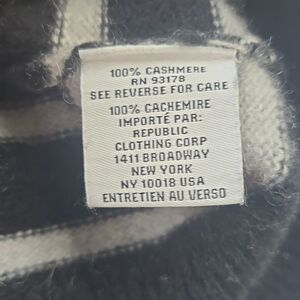 100% CASHMERE
RN 93178
SEE REVERSE FOR CARE
100% CACHEMIRE
IMPORTÉ PAR:
REPUBLIC
CLOTHING CORP
1411 BROADWAY
NEW YORK
NY 10018 USA
ENTRETIEN AU VERSO